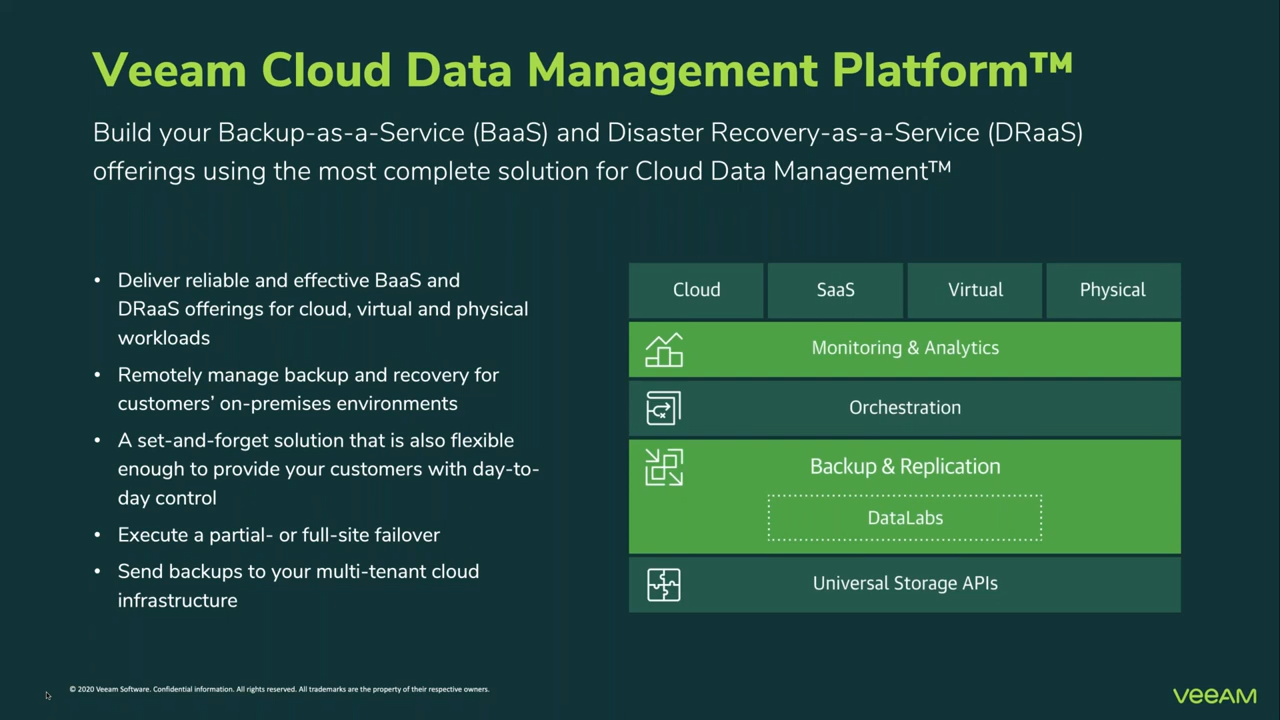 Veeam Cloud Data Management Platform™
Build your Backup-as-a-Service (BaaS) and Disaster Recovery-as-a-Service (DRaaS)
offerings using the most complete solution for Cloud Data Management™
• Deliver reliable and effective BaaS and
DRaaS offerings for cloud, virtual and physical
workloads
• Remotely manage backup and recovery for
customers’ on-premises environments
• A set-and-forget solution that is also flexible
enough to provide your customers with day-to-
day control
• Execute a partial- or full-site failover
• Send backups to your multi-tenant cloud
infrastructure
Cloud SaaS Virtual Physical
Monitoring & Analytics
Orchestration
Backup & Replication
DataLabs
Universal Storage APIs
© 2020 Veeam Software. Confidential information. All rights reserved. All trademarks are the property of their respective owners.
VEEAM